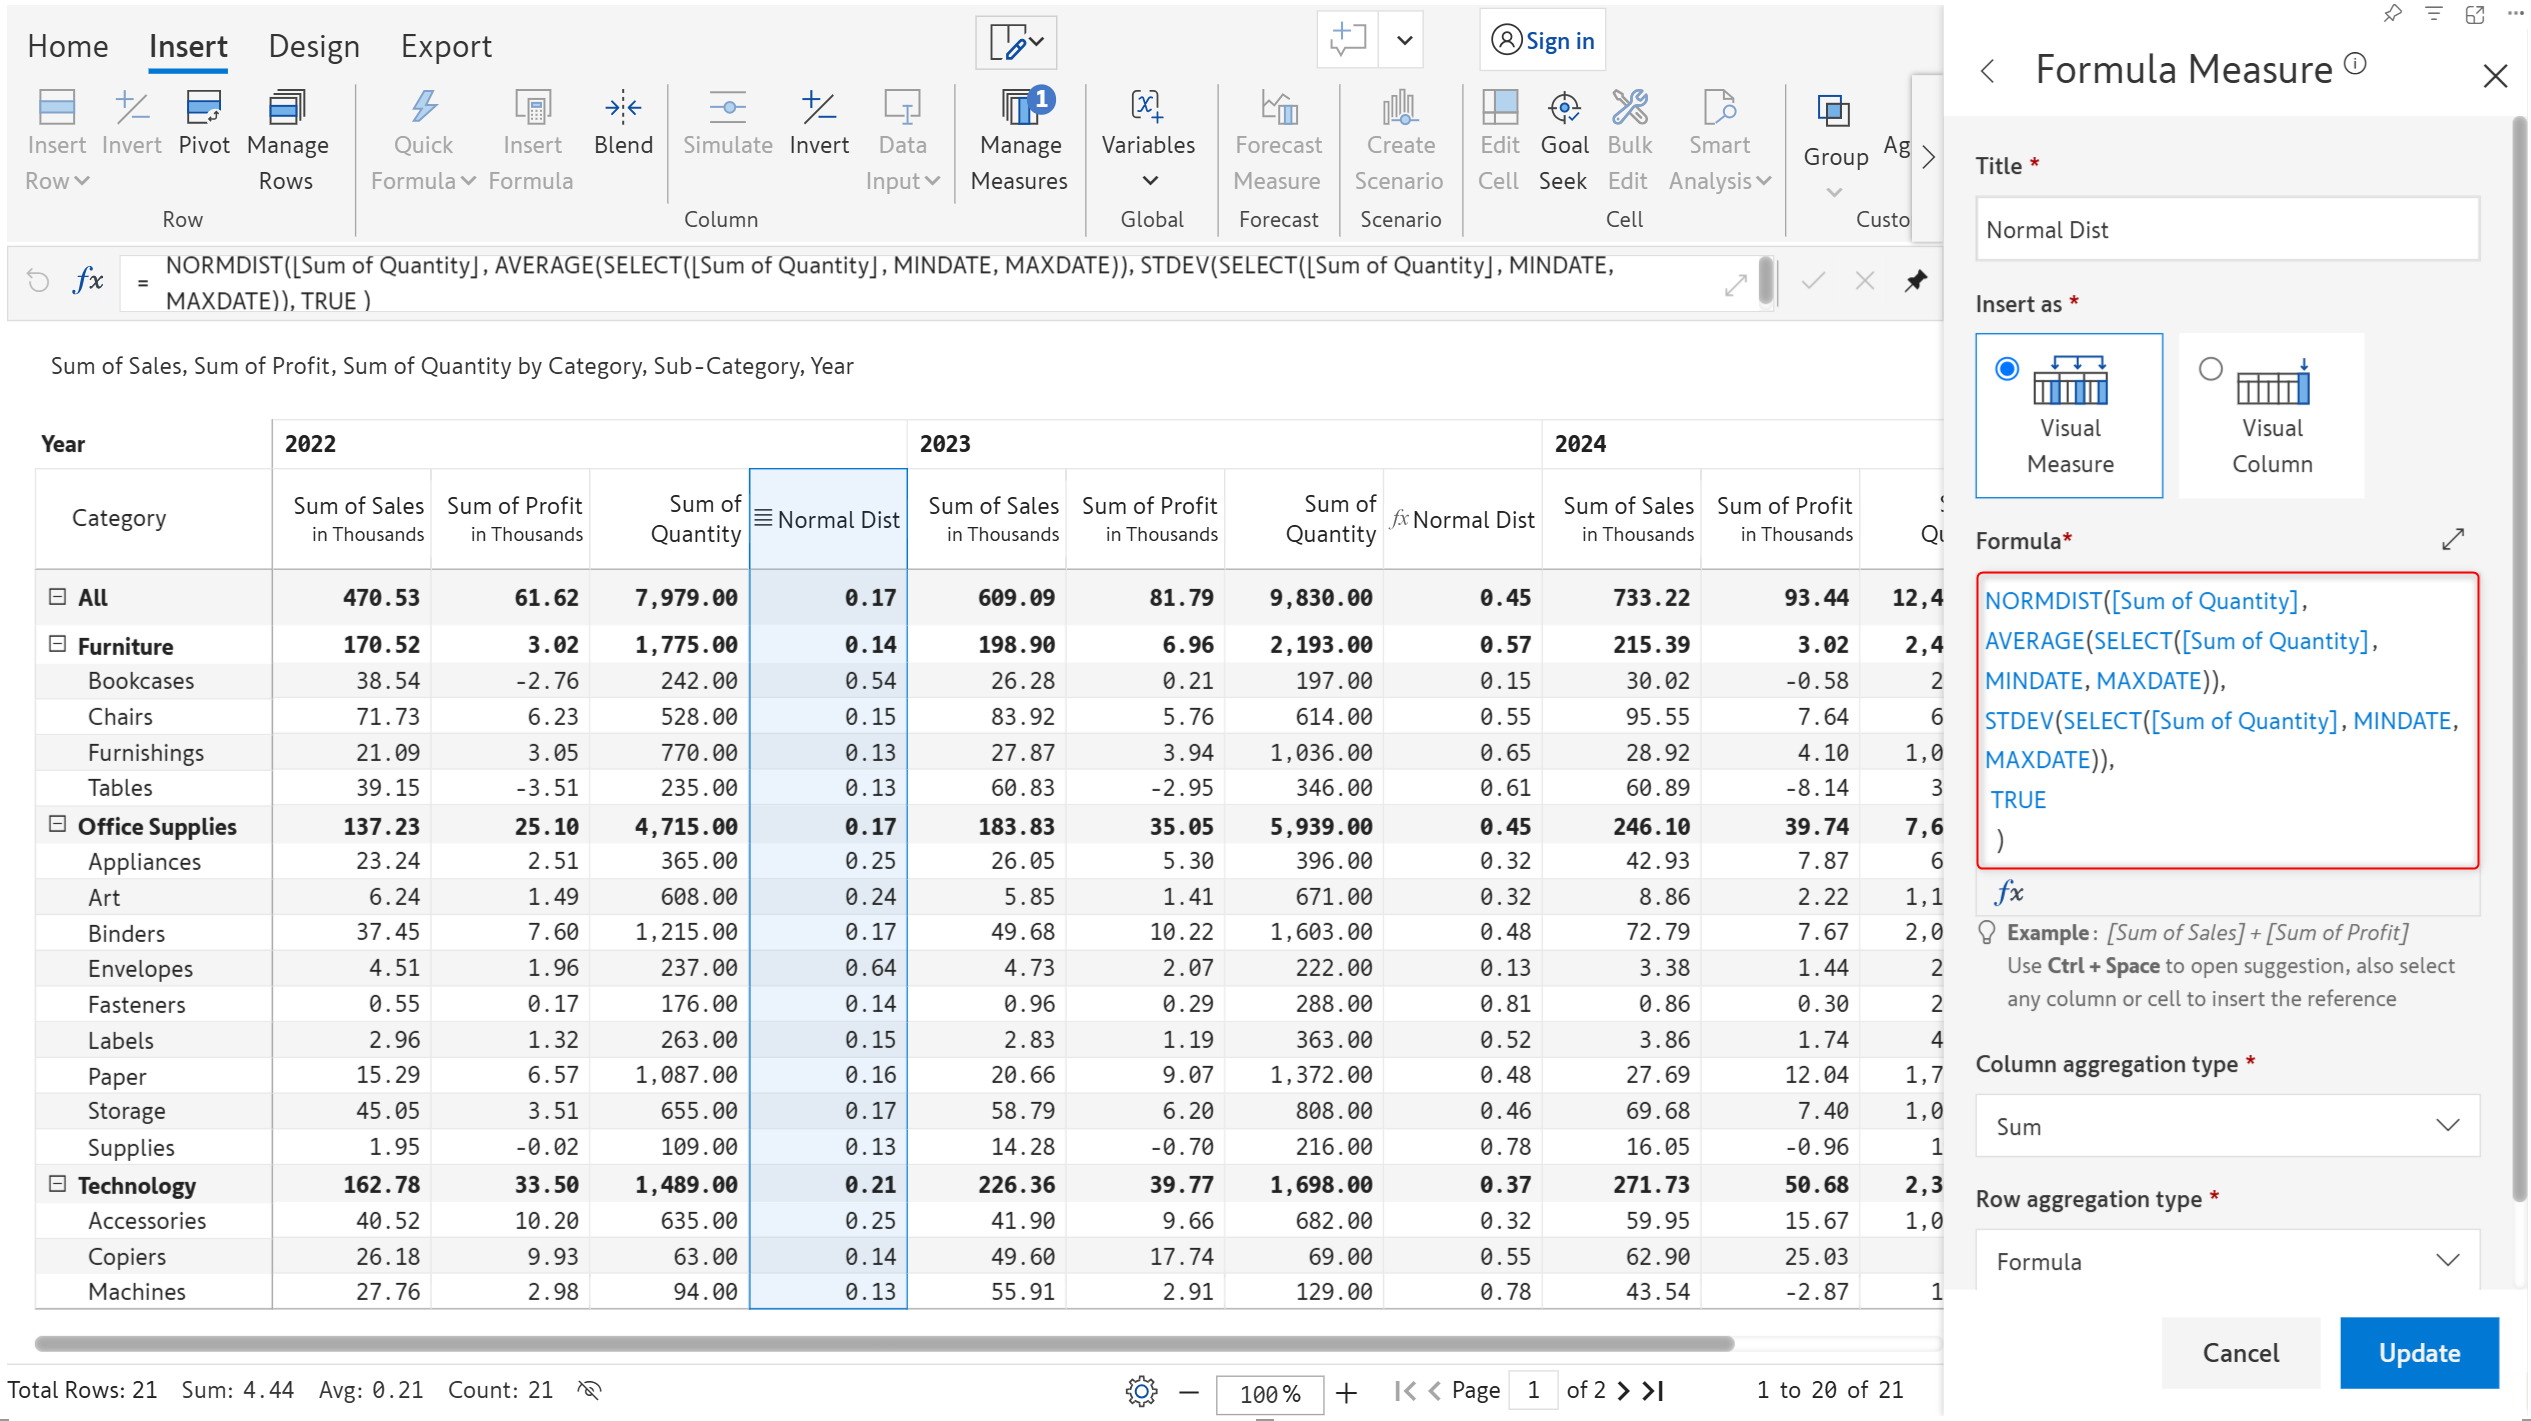 Home Insert Design Export
Sign in
Insert Row
Invert
Pivot
Manage Rows
Quick Formula
Insert Formula
Blend
Simulate
Invert
Data Input
1
Manage Measures
Variables
Forecast Measure
Create Scenario
Edit Cell
Goal Seek
Bulk Edit
Smart Analysis
Group
Ag
Row Column Global Forecast Scenario Cell Custo
fx = NORMDIST([Sum of Quantity], AVERAGE(SELECT([Sum of Quantity], MINDATE, MAXDATE)), STDEV(SELECT([Sum of Quantity], MINDATE,
MAXDATE)), TRUE )
Sum of Sales, Sum of Profit, Sum of Quantity by Category, Sub-Category, Year
Year 2022 2023 2024
Category Sum of Sales in Thousands Sum of Profit in Thousands Sum of Quantity Normal Dist Sum of Sales in Thousands Sum of Profit in Thousands Sum of Quantity fx Normal Dist Sum of Sales in Thousands Sum of Profit in Thousands
All 470.53 61.62 7,979.00 0.17 609.09 81.79 9,830.00 0.45 733.22 93.44 12,4
Furniture 170.52 3.02 1,775.00 0.14 198.90 6.96 2,193.00 0.57 215.39 3.02 2,4
Bookcases 38.54 -2.76 242.00 0.54 26.28 0.21 197.00 0.15 30.02 -0.58 2
Chairs 71.73 6.23 528.00 0.15 83.92 5.76 614.00 0.55 95.55 7.64 6
Furnishings 21.09 3.05 770.00 0.13 27.87 3.94 1,036.00 0.65 28.92 4.10 1,0
Tables 39.15 -3.51 235.00 0.13 60.83 -2.95 346.00 0.61 60.89 -8.14 3
Office Supplies 137.23 25.10 4,715.00 0.17 183.83 35.05 5,939.00 0.45 246.10 39.74 7,6
Appliances 23.24 2.51 365.00 0.25 26.05 5.30 396.00 0.32 42.93 7.87 6
Art 6.24 1.49 608.00 0.24 5.85 1.41 671.00 0.32 8.86 2.22 1,1
Binders 37.45 7.60 1,215.00 0.17 49.68 10.22 1,603.00 0.48 72.79 7.67 2,0
Envelopes 4.51 1.96 237.00 0.64 4.73 2.07 222.00 0.13 3.38 1.44 2
Fasteners 0.55 0.17 176.00 0.14 0.96 0.29 288.00 0.81 0.86 0.30 2
Labels 2.96 1.32 263.00 0.15 2.83 1.19 363.00 0.52 3.86 1.74 4
Paper 15.29 6.57 1,087.00 0.16 20.66 9.07 1,372.00 0.48 27.69 12.04 1,7
Storage 45.05 3.51 655.00 0.17 58.79 6.20 808.00 0.46 69.68 7.40 1,0
Supplies 1.95 -0.02 109.00 0.13 14.28 -0.70 216.00 0.78 16.05 -0.96 1
Technology 162.78 33.50 1,489.00 0.21 226.36 39.77 1,698.00 0.37 271.73 50.68 2,3
Accessories 40.52 10.20 635.00 0.25 41.90 9.66 682.00 0.32 59.95 15.67 1,0
Copiers 26.18 9.93 63.00 0.14 49.60 17.74 69.00 0.55 62.90 25.03
Machines 27.76 2.98 94.00 0.13 55.91 2.91 129.00 0.78 43.54 -2.87 1
Total Rows: 21 Sum: 4.44 Avg: 0.21 Count: 21 100% Page 1 of 2 1 to 20 of 21
Formula Measure
Title *
Normal Dist
Insert as *
Visual Measure
Visual Column
Formula*
NORMDIST([Sum of Quantity],
AVERAGE(SELECT([Sum of Quantity],
MINDATE, MAXDATE)),
STDEV(SELECT([Sum of Quantity], MINDATE,
MAXDATE)),
TRUE
)
fx
Example: [Sum of Sales] + [Sum of Profit]
Use Ctrl + Space to open suggestion, also select
any column or cell to insert the reference
Column aggregation type *
Sum
Row aggregation type *
Formula
Cancel Update